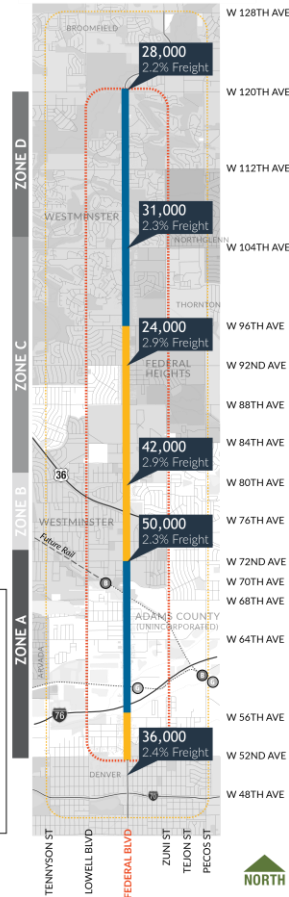 W 128TH AVE
BROOMFIELD
28,000
2.2% Freight
W 120TH AVE
ZONE D
W 112TH AVE
WESTMINSTER
31,000
2.3% Freight
NORTHGLENN
W 104TH AVE
THORNTON
24,000
2.9% Freight
W 96TH AVE
ZONE C
FEDERAL
HEIGHTS
W 92ND AVE
W 88TH AVE
42,000
2.9% Freight
W 84TH AVE
36
W 80TH AVE
ZONE B
WESTMINSTER
50,000
2.3% Freight
W 76TH AVE
Future Rail
W 72ND AVE
W 70TH AVE
W 68TH AVE
ADAMS COUNTY
(UNINCORPORATED)
W 64TH AVE
ZONE A
ARVADA
76
W 56TH AVE
36,000
2.4% Freight
W 52ND AVE
DENVER
W 48TH AVE
70
TENNYSON ST
LOWELL BLVD
FEDERAL BLVD
ZUNI ST
TEJON ST
PECOS ST
NORTH